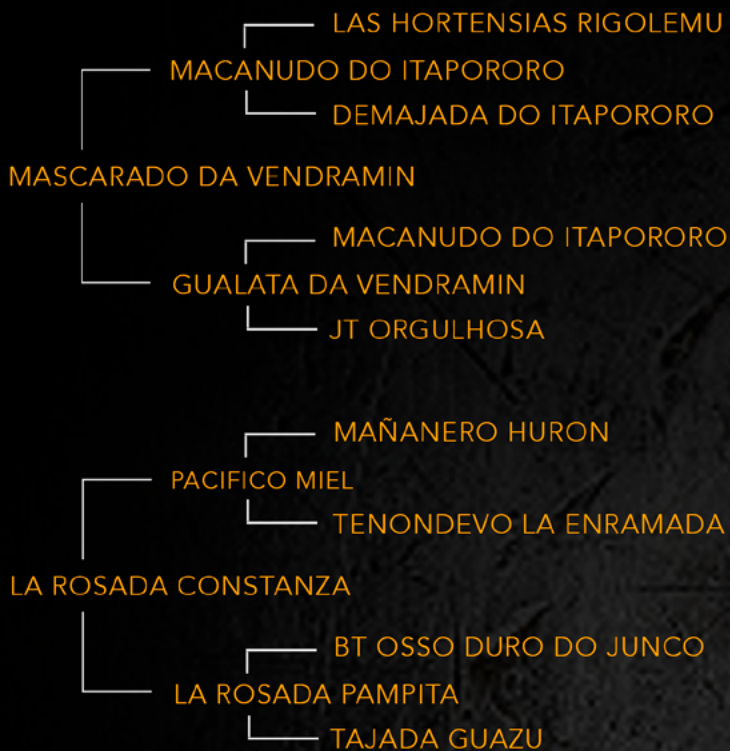 LAS HORTENSIAS RIGOLEMU
MACANUDO DO ITAPORORO
DEMAJADA DO ITAPORORO
MASCARADO DA VENDRAMIN
MACANUDO DO ITAPORORO
GUALATA DA VENDRAMIN
JT ORGULHOSA
MAÑANERO HURON
PACIFICO MIEL
TENONDEVO LA ENRAMADA
LA ROSADA CONSTANZA
BT OSSO DURO DO JUNCO
LA ROSADA PAMPITA
TAJADA GUAZU